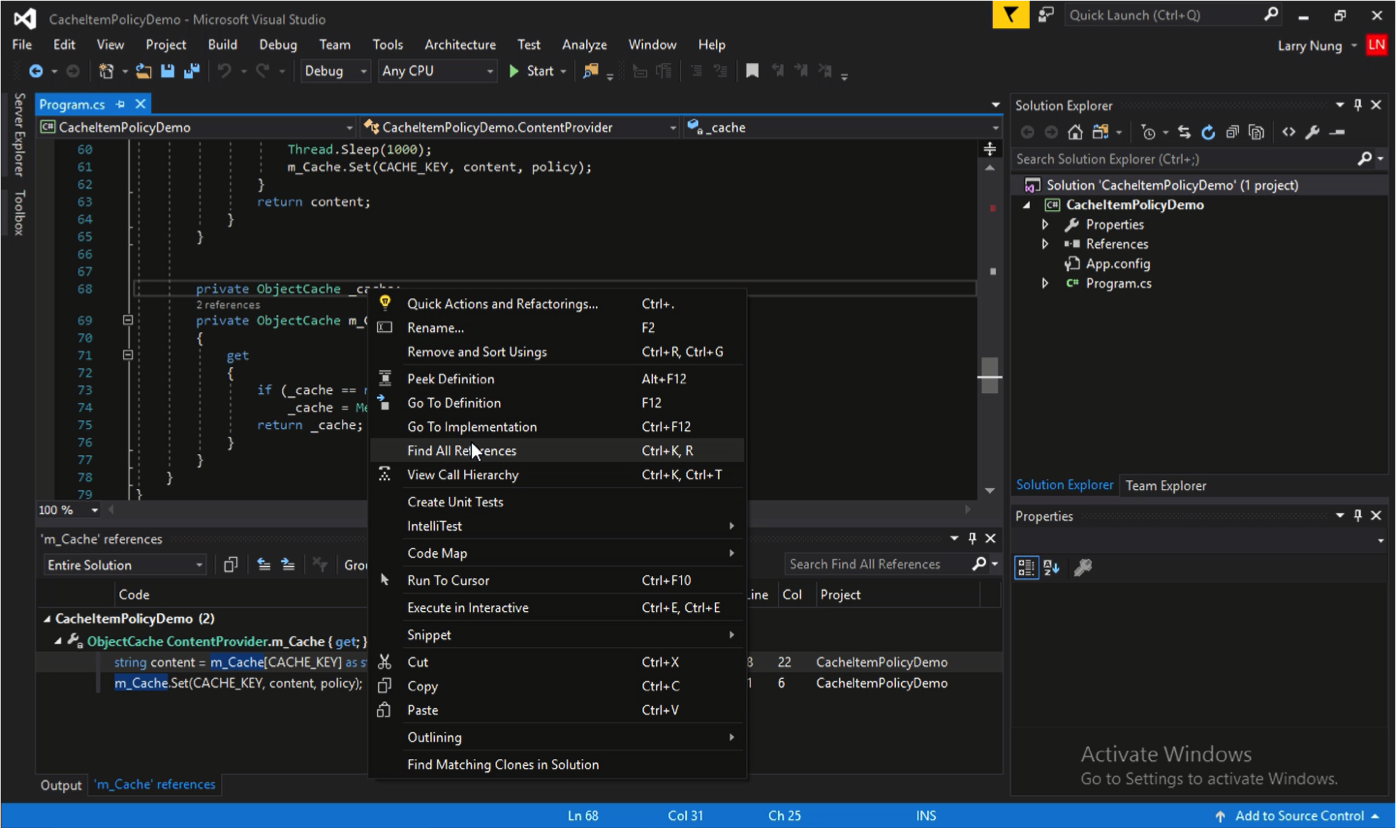 CacheItemPolicyDemo - Microsoft Visual Studio
Quick Launch (Ctrl+Q)
File Edit View Project Build Debug Team Tools Architecture Test Analyze Window Help
Larry Nung LN
Debug Any CPU Start
Server Explorer
Toolbox
Program.cs
CacheItemPolicyDemo CacheItemPolicyDemo.ContentProvider _cache
60 Thread.Sleep(1000);
61 m_Cache.Set(CACHE_KEY, content, policy);
62 }
63 return content;
64 }
65 }
66
67
68 private ObjectCache _cache;
2 references
69 private ObjectCache
70 {
71 get
72 {
73 if (_cache ==
74 _cache =
75 return _cache;
76 }
77 }
78 }
79 }
100 %
Quick Actions and Refactorings... Ctrl+.
Rename... F2
Remove and Sort Usings Ctrl+R, Ctrl+G
Peek Definition Alt+F12
Go To Definition F12
Go To Implementation Ctrl+F12
Find All References Ctrl+K, R
View Call Hierarchy Ctrl+K, Ctrl+T
Create Unit Tests
IntelliTest
Code Map
Run To Cursor Ctrl+F10
Execute in Interactive Ctrl+E, Ctrl+E
Snippet
Cut Ctrl+X
Copy Ctrl+C
Paste Ctrl+V
Outlining
Find Matching Clones in Solution
'm_Cache' references
Entire Solution
Search Find All References
Code Col Project
CacheItemPolicyDemo (2)
ObjectCache ContentProvider.m_Cache { get; }
string content = m_Cache[CACHE_KEY] as 22 CacheItemPolicyDemo
m_Cache.Set(CACHE_KEY, content, policy); 6 CacheItemPolicyDemo
Output 'm_Cache' references
Solution Explorer
Search Solution Explorer (Ctrl+;)
Solution 'CacheItemPolicyDemo' (1 project)
C# CacheItemPolicyDemo
Properties
References
App.config
C# Program.cs
Solution Explorer Team Explorer
Properties
Activate Windows
Go to Settings to activate Windows.
Ln 68 Col 31 Ch 25 INS Add to Source Control